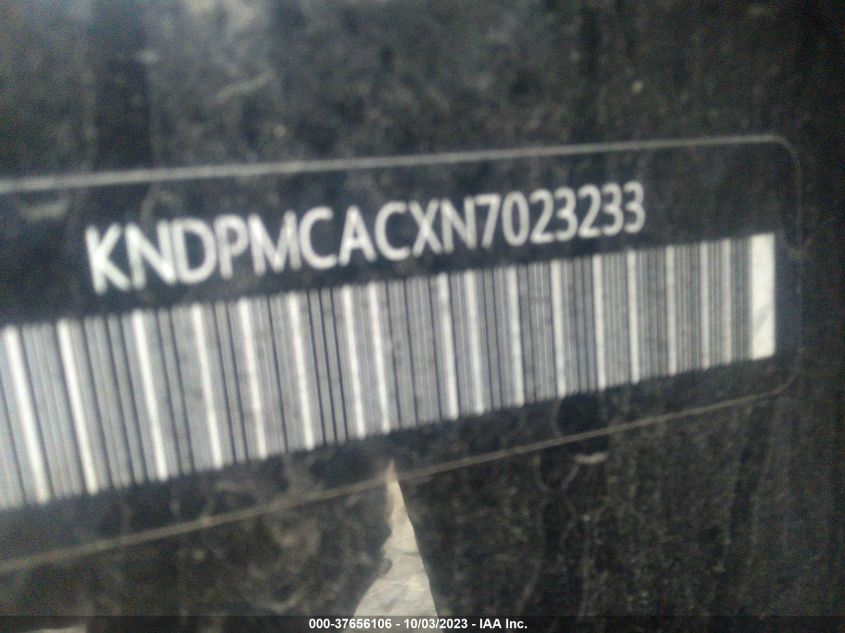 KNDPMCACXN7023233
000-37656106 - 10/03/2023 - IAA Inc.